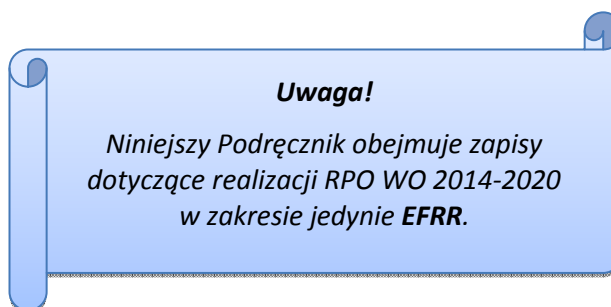 Uwaga!
Niniejszy Podręcznik obejmuje zapisy
dotyczące realizacji RPO WO 2014-2020
w zakresie jedynie EFRR.